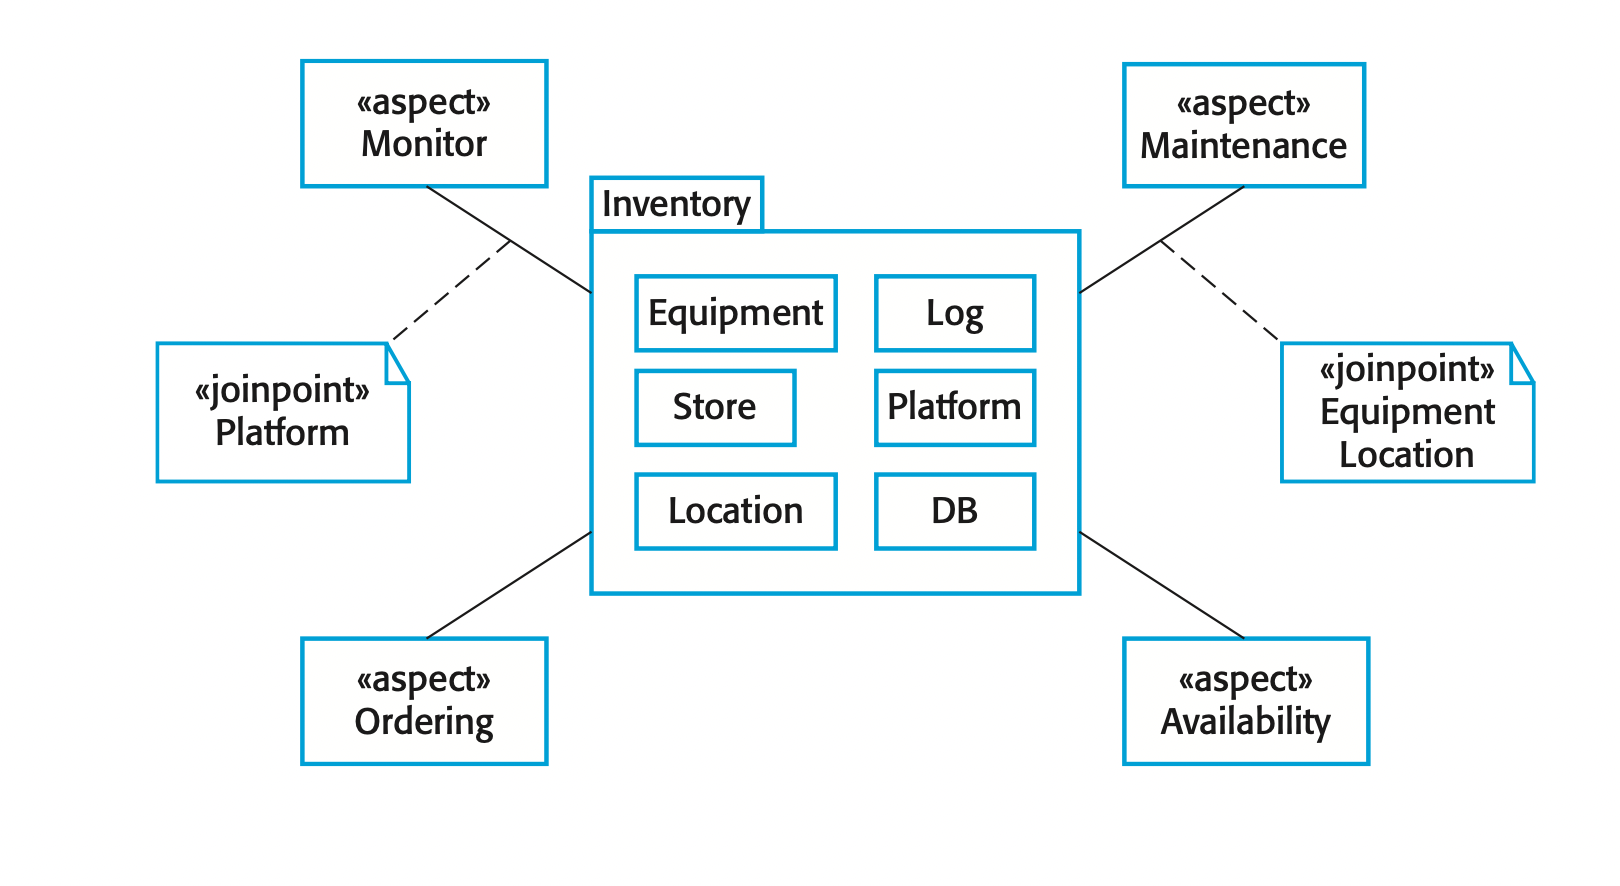 «aspect»
Monitor
«aspect»
Maintenance
Inventory
Equipment
Log
«joinpoint»
Platform
Store
Platform
«joinpoint»
Equipment
Location
Location
DB
«aspect»
Ordering
«aspect»
Availability